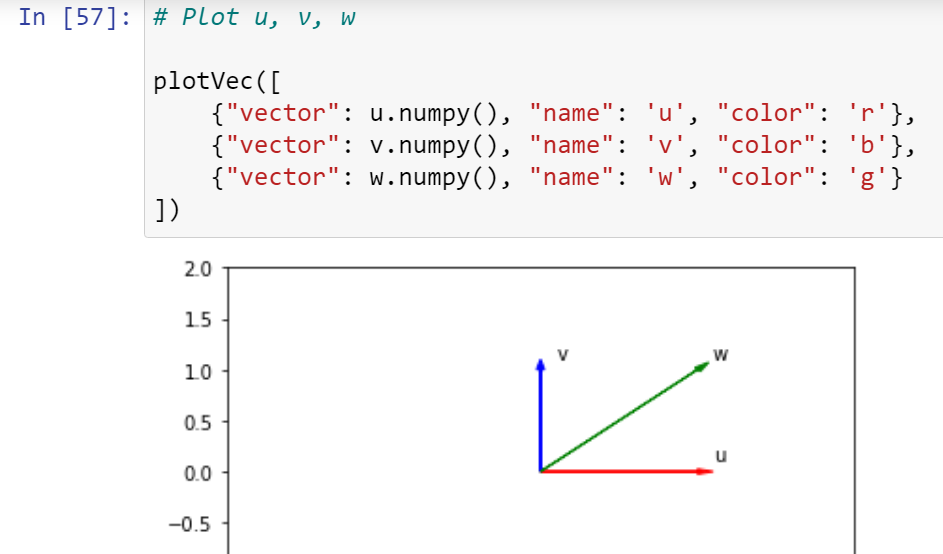 In [57]: # Plot u, v, w
plotVec([
    {"vector": u.numpy(), "name": 'u', "color": 'r'},
    {"vector": v.numpy(), "name": 'v', "color": 'b'},
    {"vector": w.numpy(), "name": 'w', "color": 'g'}
])
2.0
1.5
v
w
1.0
0.5
u
0.0
−0.5